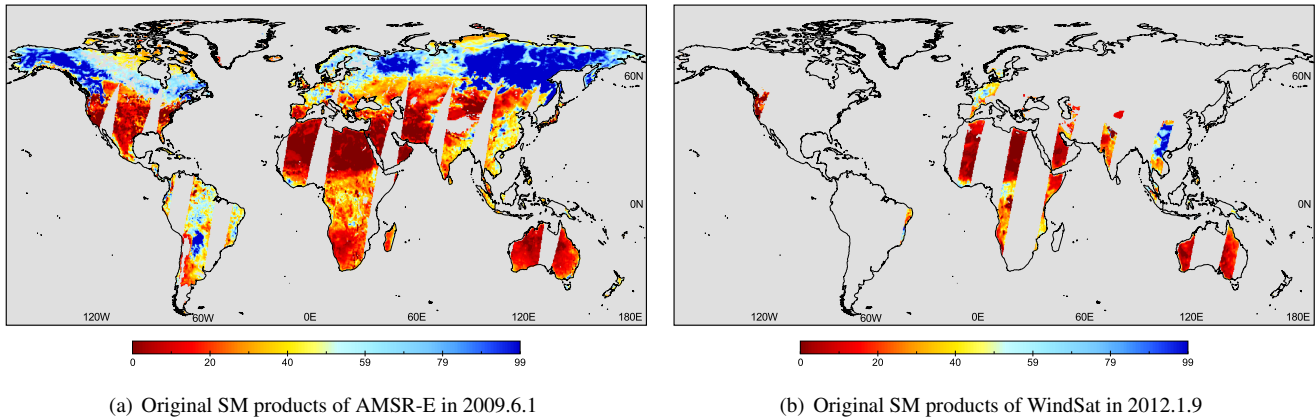 60N
0N
120W
60W
0E
60E
120E
180E
0
20
40
59
79
99
(a) Original SM products of AMSR-E in 2009.6.1
60N
0N
120W
60W
0E
60E
120E
180E
0
20
40
59
79
99
(b) Original SM products of WindSat in 2012.1.9